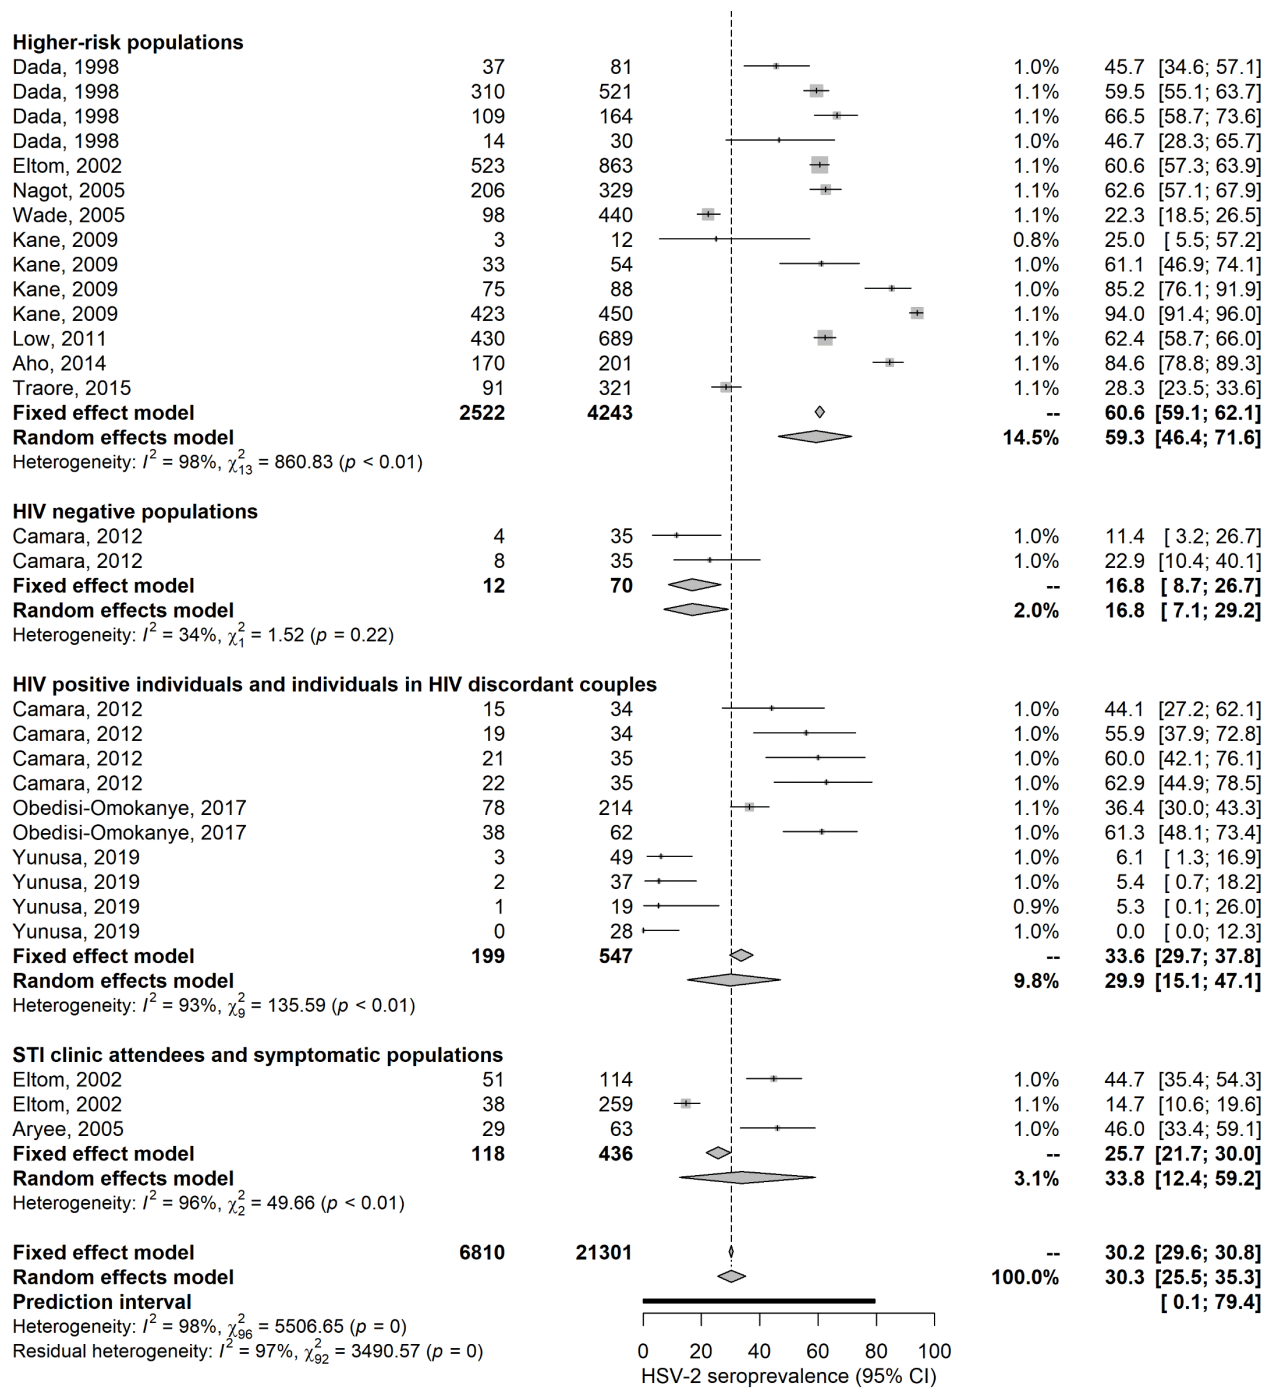 Higher-risk populations
Dada, 1998 37 81 1.0% 45.7 [34.6; 57.1]
Dada, 1998 310 521 1.1% 59.5 [55.1; 63.7]
Dada, 1998 109 164 1.1% 66.5 [58.7; 73.6]
Dada, 1998 14 30 1.0% 46.7 [28.3; 65.7]
Eltom, 2002 523 863 1.1% 60.6 [57.3; 63.9]
Nagot, 2005 206 329 1.1% 62.6 [57.1; 67.9]
Wade, 2005 98 440 1.1% 22.3 [18.5; 26.5]
Kane, 2009 3 12 0.8% 25.0 [ 5.5; 57.2]
Kane, 2009 33 54 1.0% 61.1 [46.9; 74.1]
Kane, 2009 75 88 1.0% 85.2 [76.1; 91.9]
Kane, 2009 423 450 1.1% 94.0 [91.4; 96.0]
Low, 2011 430 689 1.1% 62.4 [58.7; 66.0]
Aho, 2014 170 201 1.1% 84.6 [78.8; 89.3]
Traore, 2015 91 321 1.1% 28.3 [23.5; 33.6]
Fixed effect model 2522 4243 -- 60.6 [59.1; 62.1]
Random effects model 14.5% 59.3 [46.4; 71.6]
Heterogeneity: I² = 98%, χ²₁₃ = 860.83 (p < 0.01)
HIV negative populations
Camara, 2012 4 35 1.0% 11.4 [ 3.2; 26.7]
Camara, 2012 8 35 1.0% 22.9 [10.4; 40.1]
Fixed effect model 12 70 -- 16.8 [ 8.7; 26.7]
Random effects model 2.0% 16.8 [ 7.1; 29.2]
Heterogeneity: I² = 34%, χ²₁ = 1.52 (p = 0.22)
HIV positive individuals and individuals in HIV discordant couples
Camara, 2012 15 34 1.0% 44.1 [27.2; 62.1]
Camara, 2012 19 34 1.0% 55.9 [37.9; 72.8]
Camara, 2012 21 35 1.0% 60.0 [42.1; 76.1]
Camara, 2012 22 35 1.0% 62.9 [44.9; 78.5]
Obedisi-Omokanye, 2017 78 214 1.1% 36.4 [30.0; 43.3]
Obedisi-Omokanye, 2017 38 62 1.0% 61.3 [48.1; 73.4]
Yunusa, 2019 3 49 1.0% 6.1 [ 1.3; 16.9]
Yunusa, 2019 2 37 1.0% 5.4 [ 0.7; 18.2]
Yunusa, 2019 1 19 0.9% 5.3 [ 0.1; 26.0]
Yunusa, 2019 0 28 1.0% 0.0 [ 0.0; 12.3]
Fixed effect model 199 547 -- 33.6 [29.7; 37.8]
Random effects model 9.8% 29.9 [15.1; 47.1]
Heterogeneity: I² = 93%, χ²₉ = 135.59 (p < 0.01)
STI clinic attendees and symptomatic populations
Eltom, 2002 51 114 1.0% 44.7 [35.4; 54.3]
Eltom, 2002 38 259 1.1% 14.7 [10.6; 19.6]
Aryee, 2005 29 63 1.0% 46.0 [33.4; 59.1]
Fixed effect model 118 436 -- 25.7 [21.7; 30.0]
Random effects model 3.1% 33.8 [12.4; 59.2]
Heterogeneity: I² = 96%, χ²₂ = 49.66 (p < 0.01)
Fixed effect model 6810 21301 -- 30.2 [29.6; 30.8]
Random effects model 100.0% 30.3 [25.5; 35.3]
Prediction interval [ 0.1; 79.4]
Heterogeneity: I² = 98%, χ²₉₆ = 5506.65 (p = 0)
Residual heterogeneity: I² = 97%, χ²₉₂ = 3490.57 (p = 0)
0 20 40 60 80 100
HSV-2 seroprevalence (95% CI)